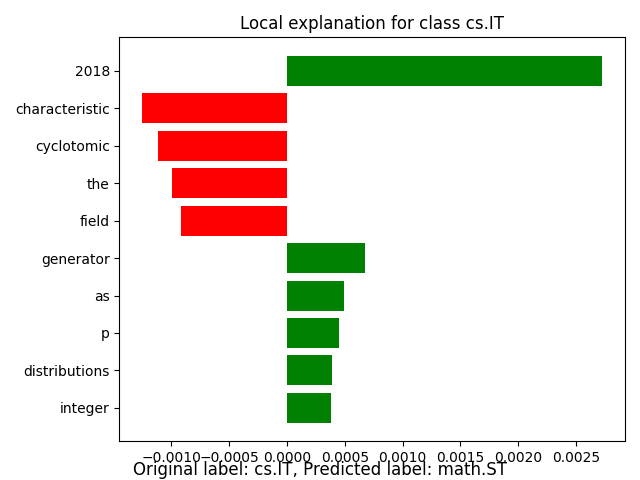 Local explanation for class cs.IT
2018
characteristic
cyclotomic
the
field
generator
as
p
distributions
integer
−0.0010 −0.0005 0.0000 0.0005 0.0010 0.0015 0.0020 0.0025
Original label: cs.IT, Predicted label: math.ST